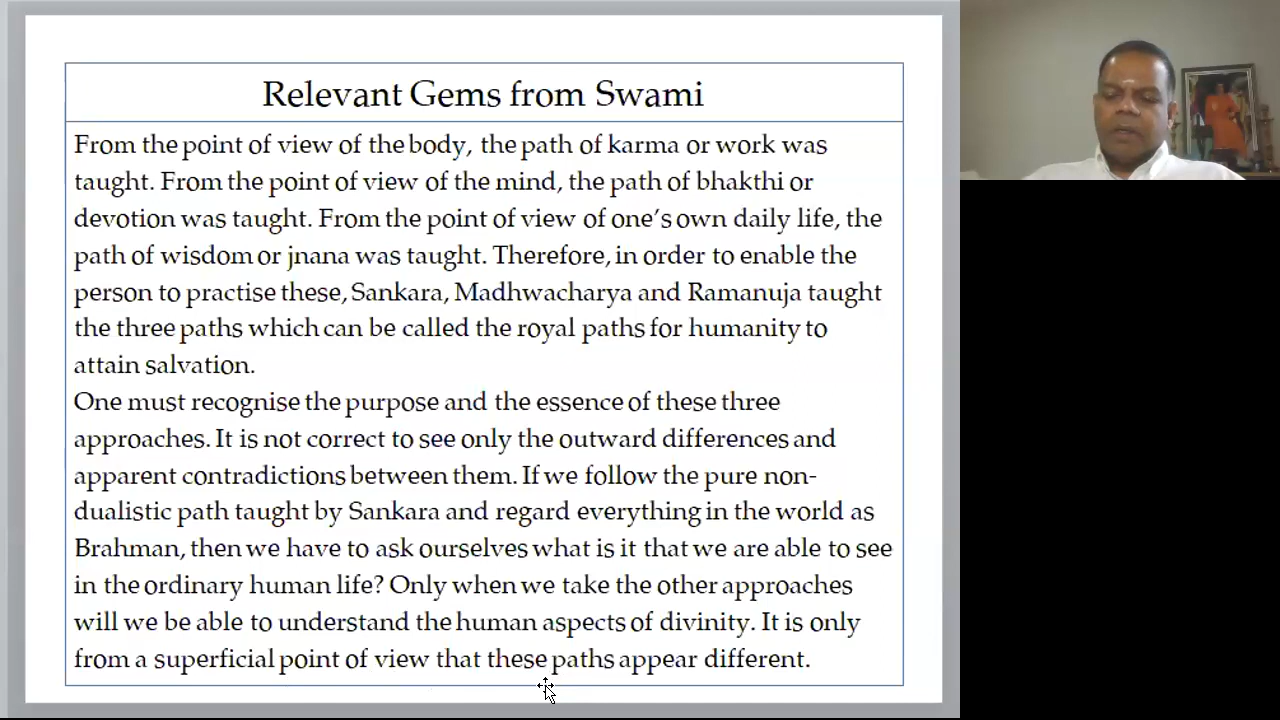 Relevant Gems from Swami
From the point of view of the body, the path of karma or work was
taught. From the point of view of the mind, the path of bhakthi or
devotion was taught. From the point of view of one's own daily life, the
path of wisdom or jnana was taught. Therefore, in order to enable the
person to practise these, Sankara, Madhwacharya and Ramanuja taught
the three paths which can be called the royal paths for humanity to
attain salvation.
One must recognise the purpose and the essence of these three
approaches. It is not correct to see only the outward differences and
apparent contradictions between them. If we follow the pure non-
dualistic path taught by Sankara and regard everything in the world as
Brahman, then we have to ask ourselves what is it that we are able to see
in the ordinary human life? Only when we take the other approaches
will we be able to understand the human aspects of divinity. It is only
from a superficial point of view that these paths appear different.